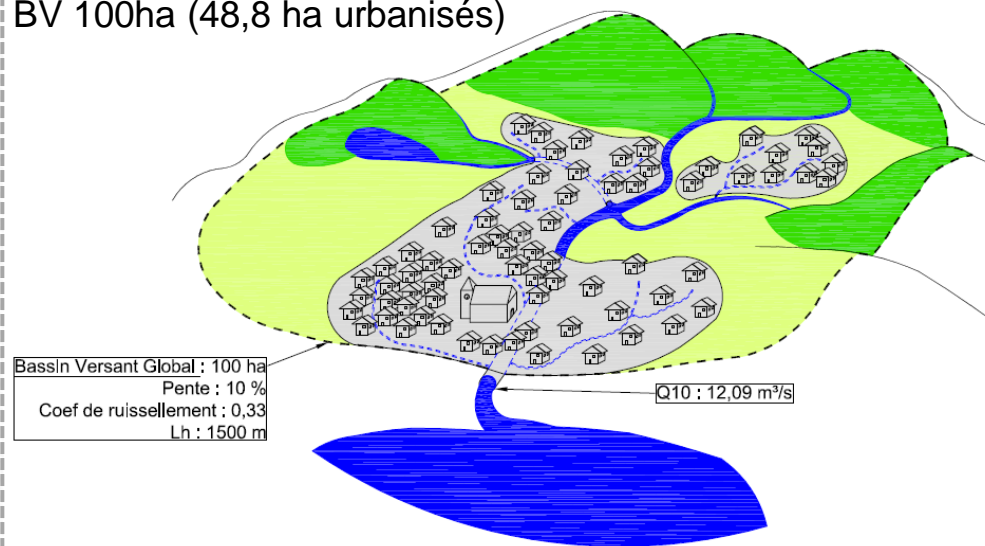 BV 100ha (48,8 ha urbanisés)
Bassin Versant Global : 100 ha
Pente : 10 %
Coef de ruissellement : 0,33
Lh : 1500 m
Q10 : 12,09 m³/s